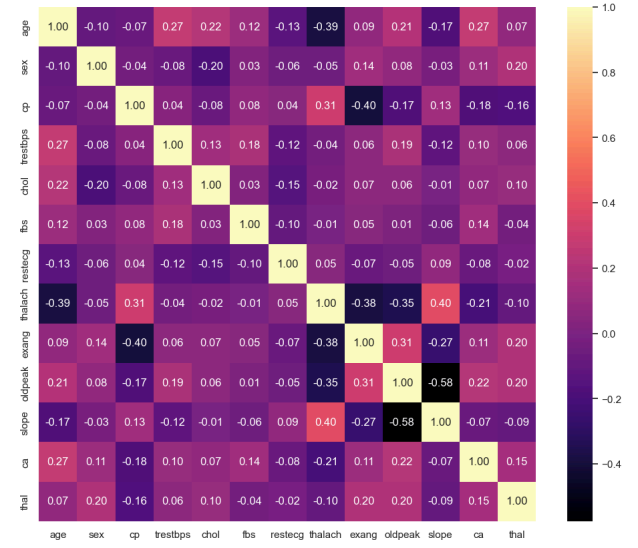 age 1.00 -0.10 -0.07 0.27 0.22 0.12 -0.13 -0.39 0.09 0.21 -0.17 0.27 0.07
sex -0.10 1.00 -0.04 -0.08 -0.20 0.03 -0.06 -0.05 0.14 0.08 -0.03 0.11 0.20
cp -0.07 -0.04 1.00 0.04 -0.08 0.08 0.04 0.31 -0.40 -0.17 0.13 -0.18 -0.16
trestbps 0.27 -0.08 0.04 1.00 0.13 0.18 -0.12 -0.04 0.06 0.19 -0.12 0.10 0.06
chol 0.22 -0.20 -0.08 0.13 1.00 0.03 -0.15 -0.02 0.07 0.06 -0.01 0.07 0.10
fbs 0.12 0.03 0.08 0.18 0.03 1.00 -0.10 -0.01 0.05 0.01 -0.06 0.14 -0.04
restecg -0.13 -0.06 0.04 -0.12 -0.15 -0.10 1.00 0.05 -0.07 -0.05 0.09 -0.08 -0.02
thalach -0.39 -0.05 0.31 -0.04 -0.02 -0.01 0.05 1.00 -0.38 -0.35 0.40 -0.21 -0.10
exang 0.09 0.14 -0.40 0.06 0.07 0.05 -0.07 -0.38 1.00 0.31 -0.27 0.11 0.20
oldpeak 0.21 0.08 -0.17 0.19 0.06 0.01 -0.05 -0.35 0.31 1.00 -0.58 0.22 0.20
slope -0.17 -0.03 0.13 -0.12 -0.01 -0.06 0.09 0.40 -0.27 -0.58 1.00 -0.07 -0.09
ca 0.27 0.11 -0.18 0.10 0.07 0.14 -0.08 -0.21 0.11 0.22 -0.07 1.00 0.15
thal 0.07 0.20 -0.16 0.06 0.10 -0.04 -0.02 -0.10 0.20 0.20 -0.09 0.15 1.00
age sex cp trestbps chol fbs restecg thalach exang oldpeak slope ca thal
1.0
0.8
0.6
0.4
0.2
0.0
-0.2
-0.4